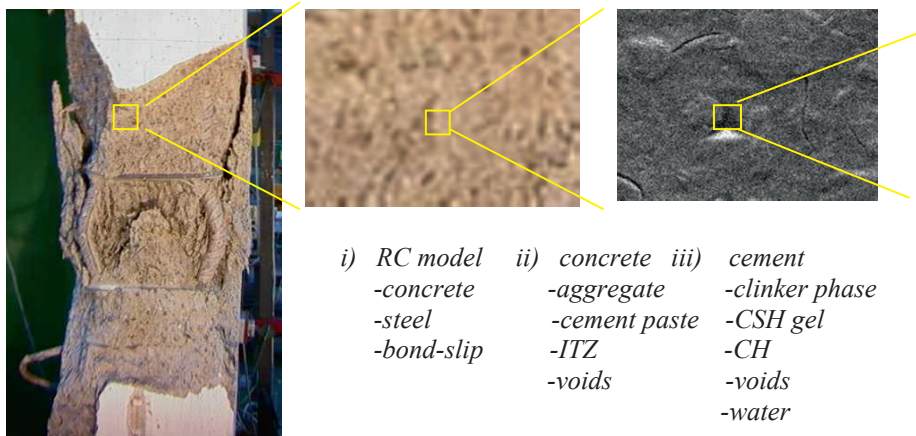 i) RC model ii) concrete iii) cement
-concrete -aggregate -clinker phase
-steel -cement paste -CSH gel
-bond-slip -ITZ -CH
-voids -voids
-water